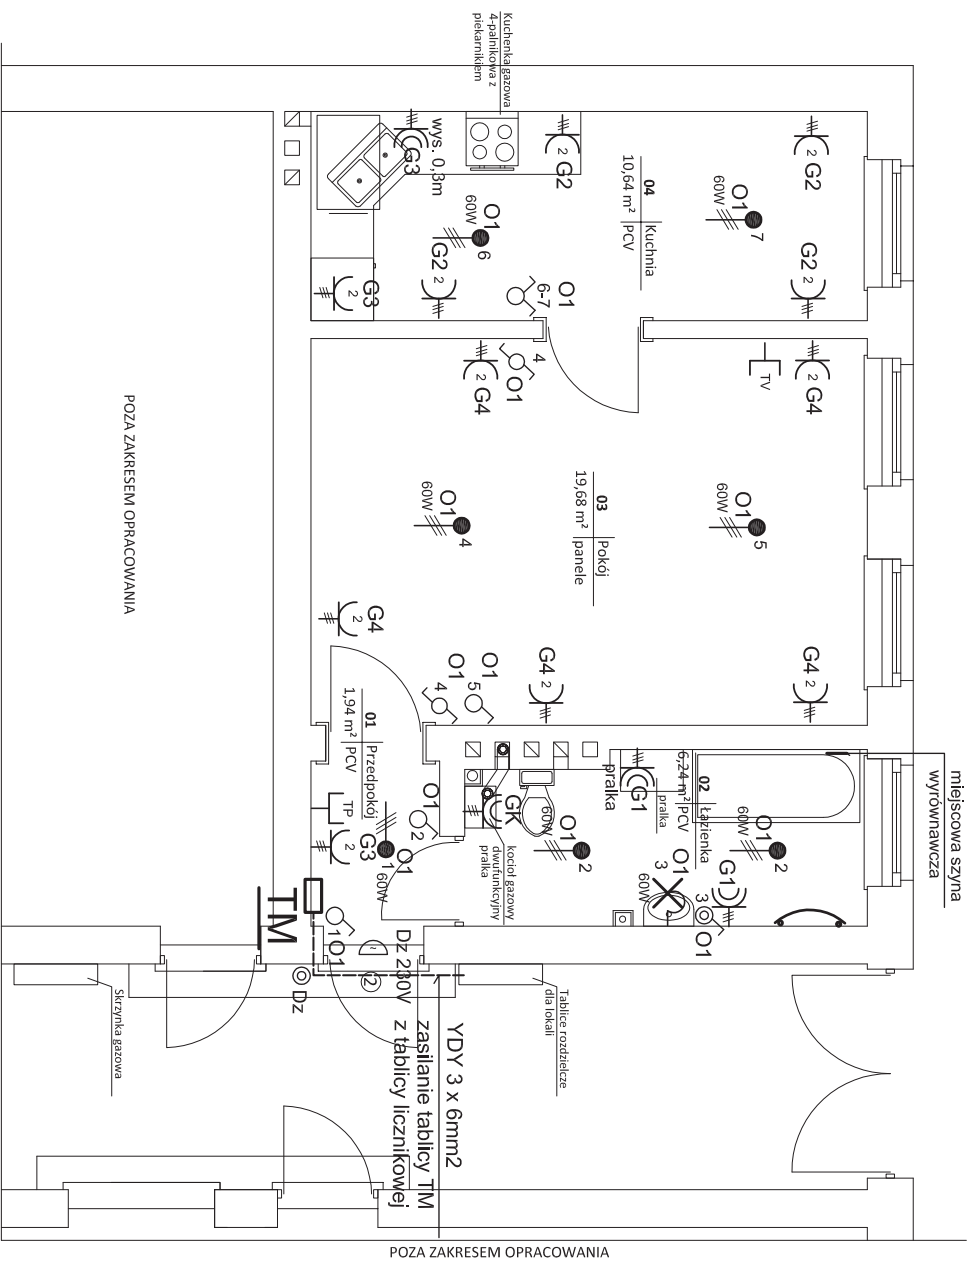 Kuchenka gazowa
4-palnikowa z
piekarnikiem
wys. 0,3m
G3
2 G2
2 G2
04 Kuchnia
10,64 m² PCV
O1
60W
7
O1
60W
6
G2 2
G2 2
G3
2
O1
6-7
4
O1
2 G4
TV
2 G4
POZA ZAKRESEM OPRACOWANIA
03 Pokój
19,68 m² panele
O1
60W
4
O1
60W
5
G4
2
O1
4
O1
5
G4 2
G4 2
01 Przedpokój
1,94 m² PCV
TP
G3
2
O1
1
60W
O1
2
GK
kocioł gazowy
dwufunkcyjny
pralka
O1
60W
2
pralka
G1
pralka
02 Łazienka
6,24 m² PCV
O1
60W
2
O1
3
60W
G1
3
O1
miejscowa szyna
wyrównawcza
TM
1 O1
Dz 230V
2
Dz
Skrzynka gazowa
Tablice rozdzielcze
dla lokali
YDY 3 x 6mm2
zasilanie tablicy TM
z tablicy licznikowej
POZA ZAKRESEM OPRACOWANIA